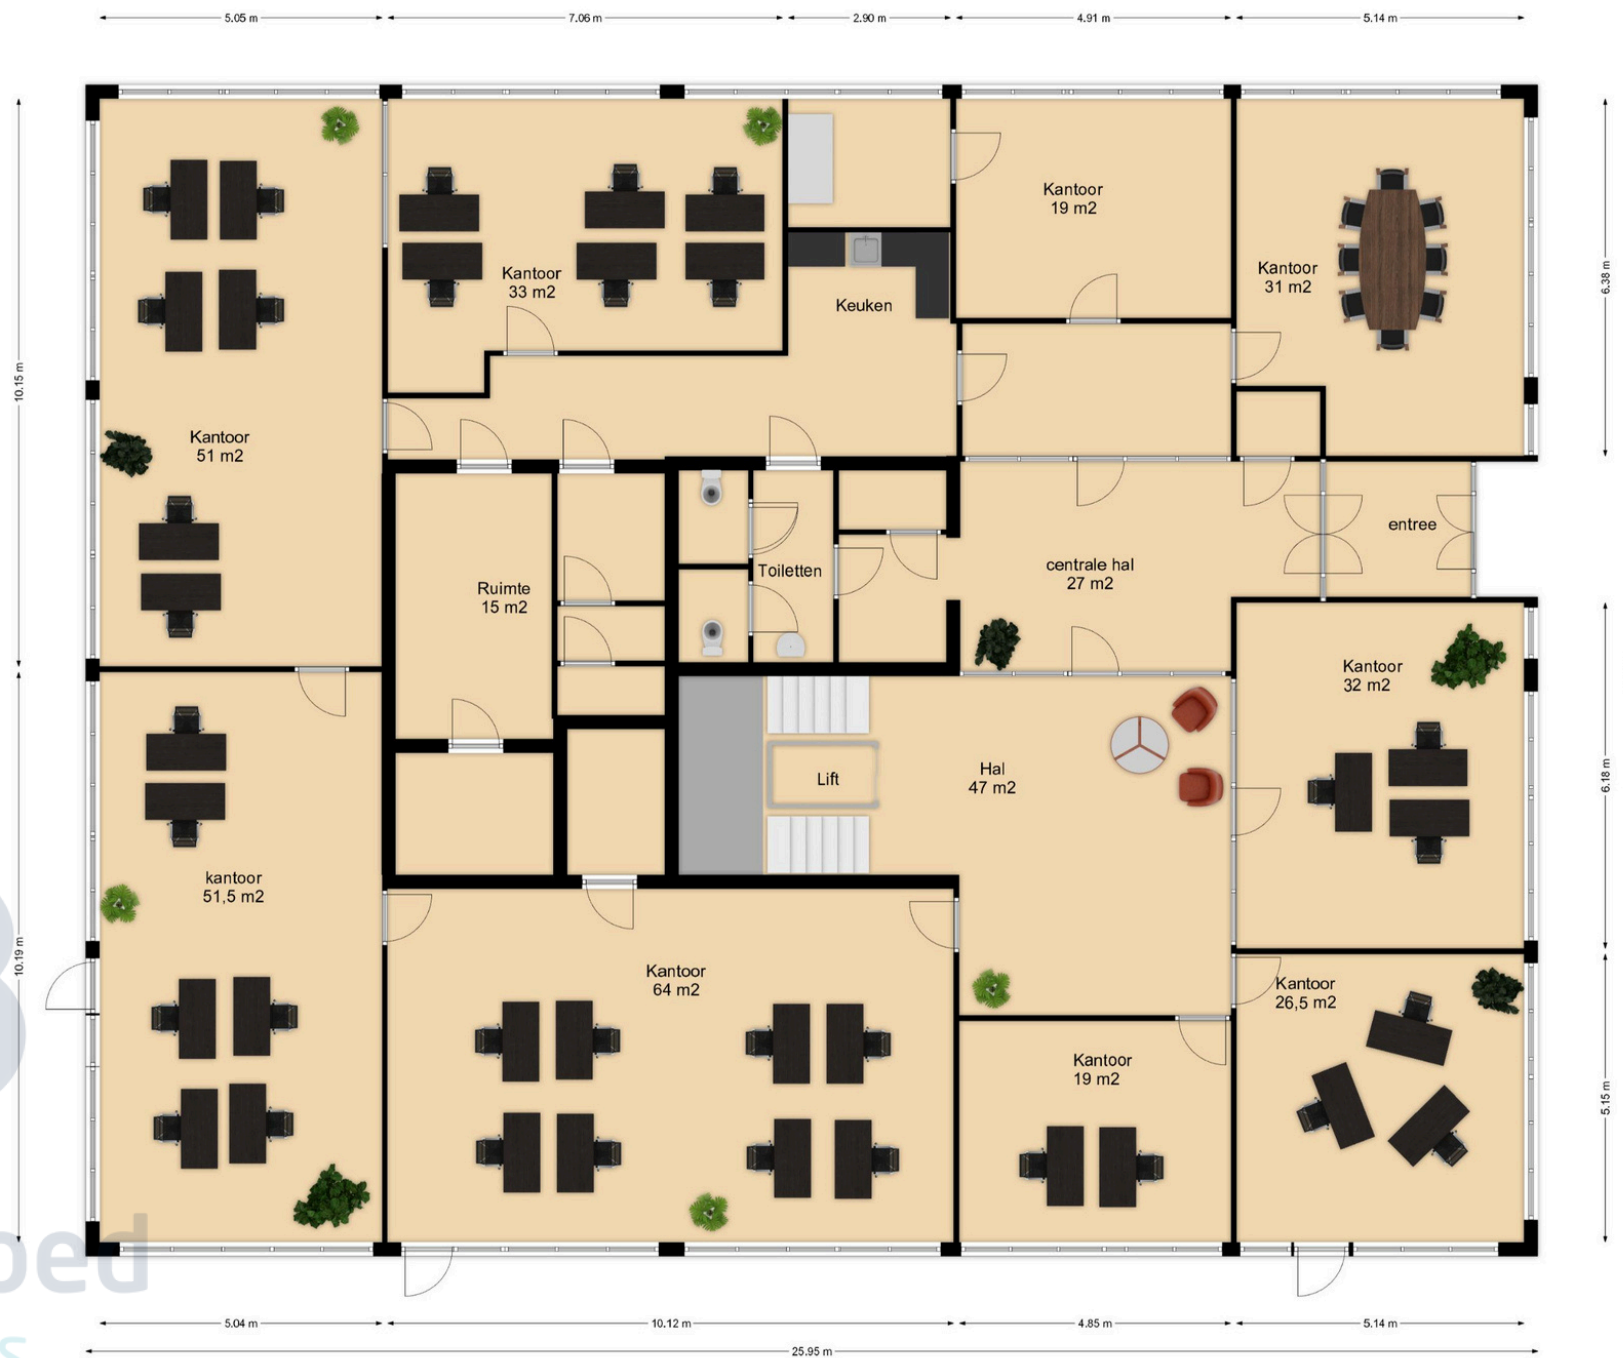 5.05 m
7.06 m
2.90 m
4.91 m
5.14 m
Kantoor
19 m2
Kantoor
31 m2
Kantoor
33 m2
Keuken
6.38 m
10.15 m
Kantoor
51 m2
entree
Toiletten
centrale hal
27 m2
Ruimte
15 m2
Kantoor
32 m2
Hal
47 m2
Lift
6.18 m
kantoor
51,5 m2
10.19 m
Kantoor
64 m2
Kantoor
26,5 m2
Kantoor
19 m2
5.15 m
oed
s
5.04 m
10.12 m
4.85 m
5.14 m
25.95 m